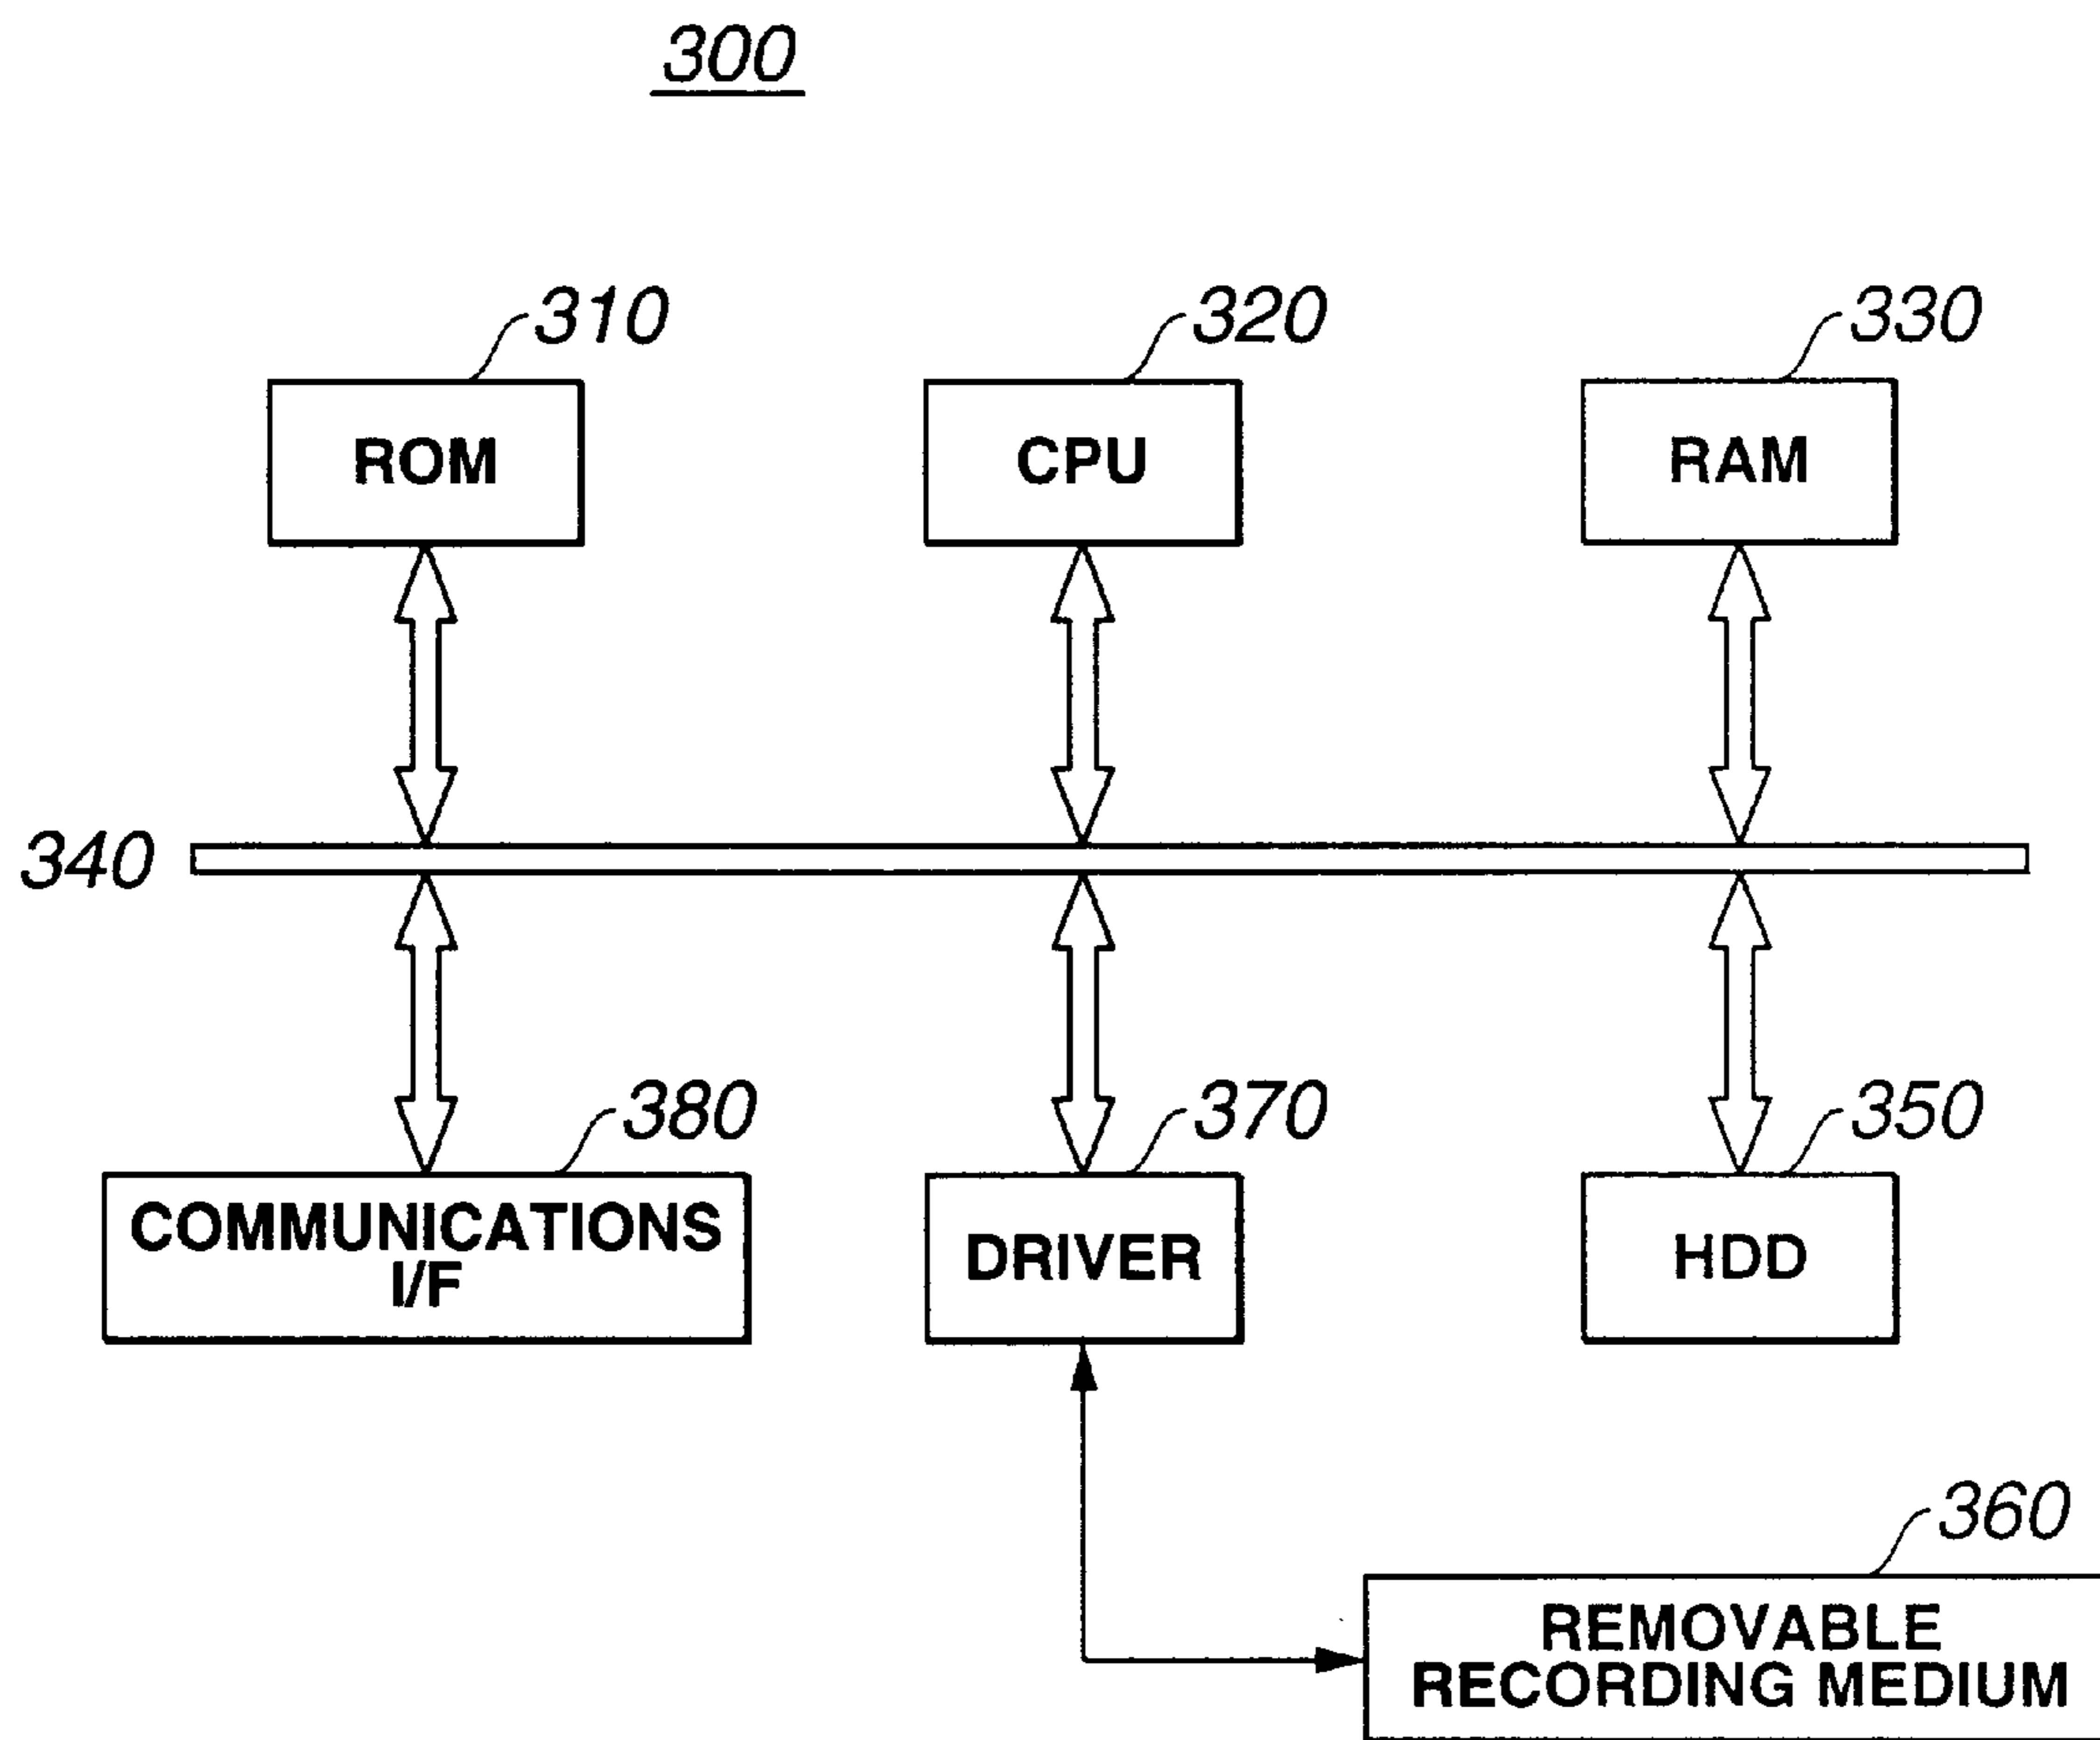 300
310
320
330
ROM
CPU
RAM
340
380
370
350
COMMUNICATIONS
I/F
DRIVER
HDD
360
REMOVABLE
RECORDING MEDIUM